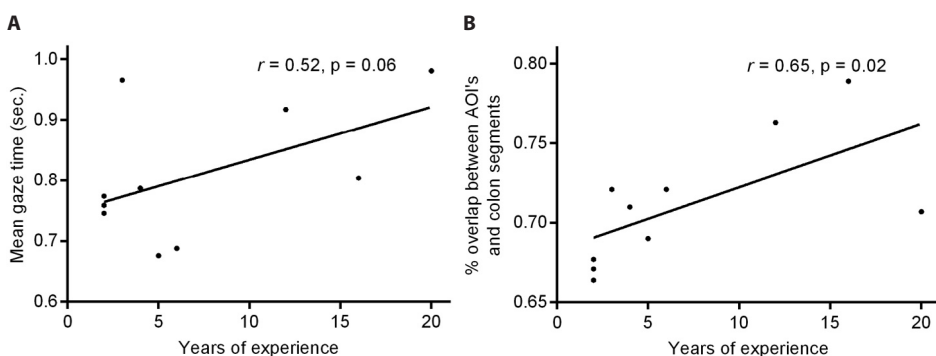 A
r = 0.52, p = 0.06
Mean gaze time (sec.)
1.0
0.9
0.8
0.7
0.6
0
5
10
15
20
Years of experience
B
r = 0.65, p = 0.02
% overlap between AOI's
and colon segments
0.80
0.75
0.70
0.65
0
5
10
15
20
Years of experience